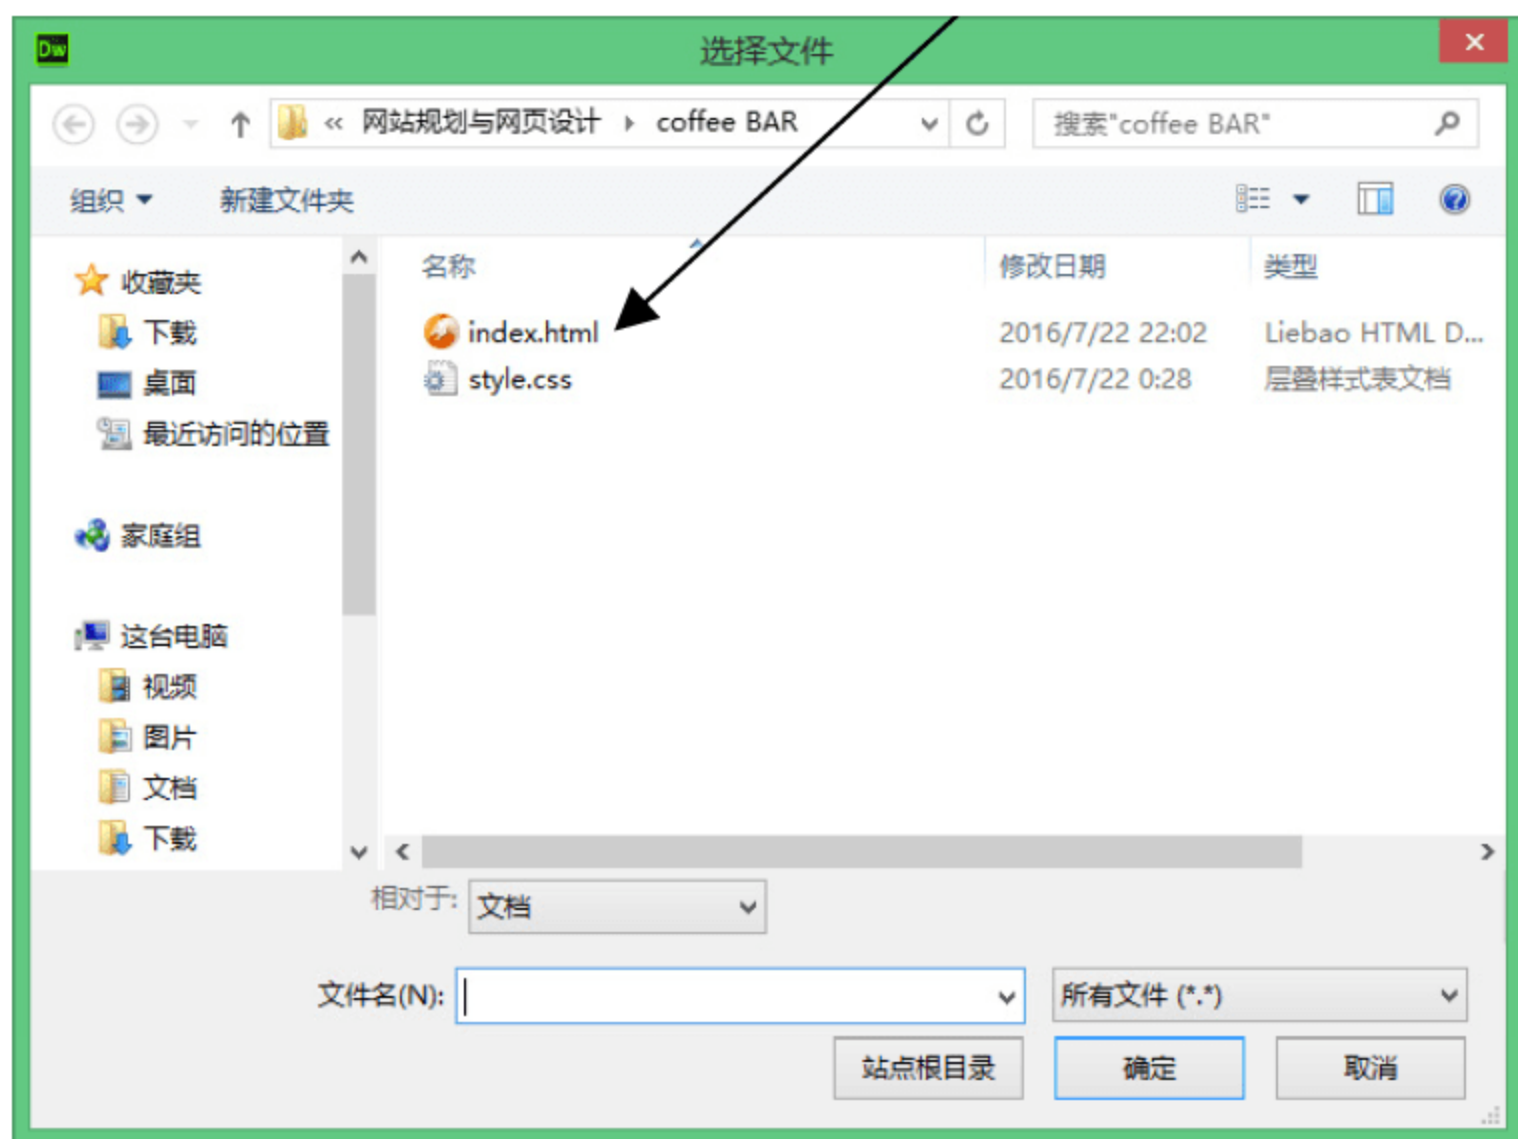 Dw 选择文件
« 网站规划与网页设计 coffee BAR 搜索"coffee BAR"
组织 新建文件夹
名称 修改日期 类型
收藏夹
下载
桌面
最近访问的位置
家庭组
这台电脑
视频
图片
文档
下载
index.html 2016/7/22 22:02 Liebao HTML D...
style.css 2016/7/22 0:28 层叠样式表文档
相对于: 文档
文件名(N): 所有文件 (*.*)
站点根目录 确定 取消